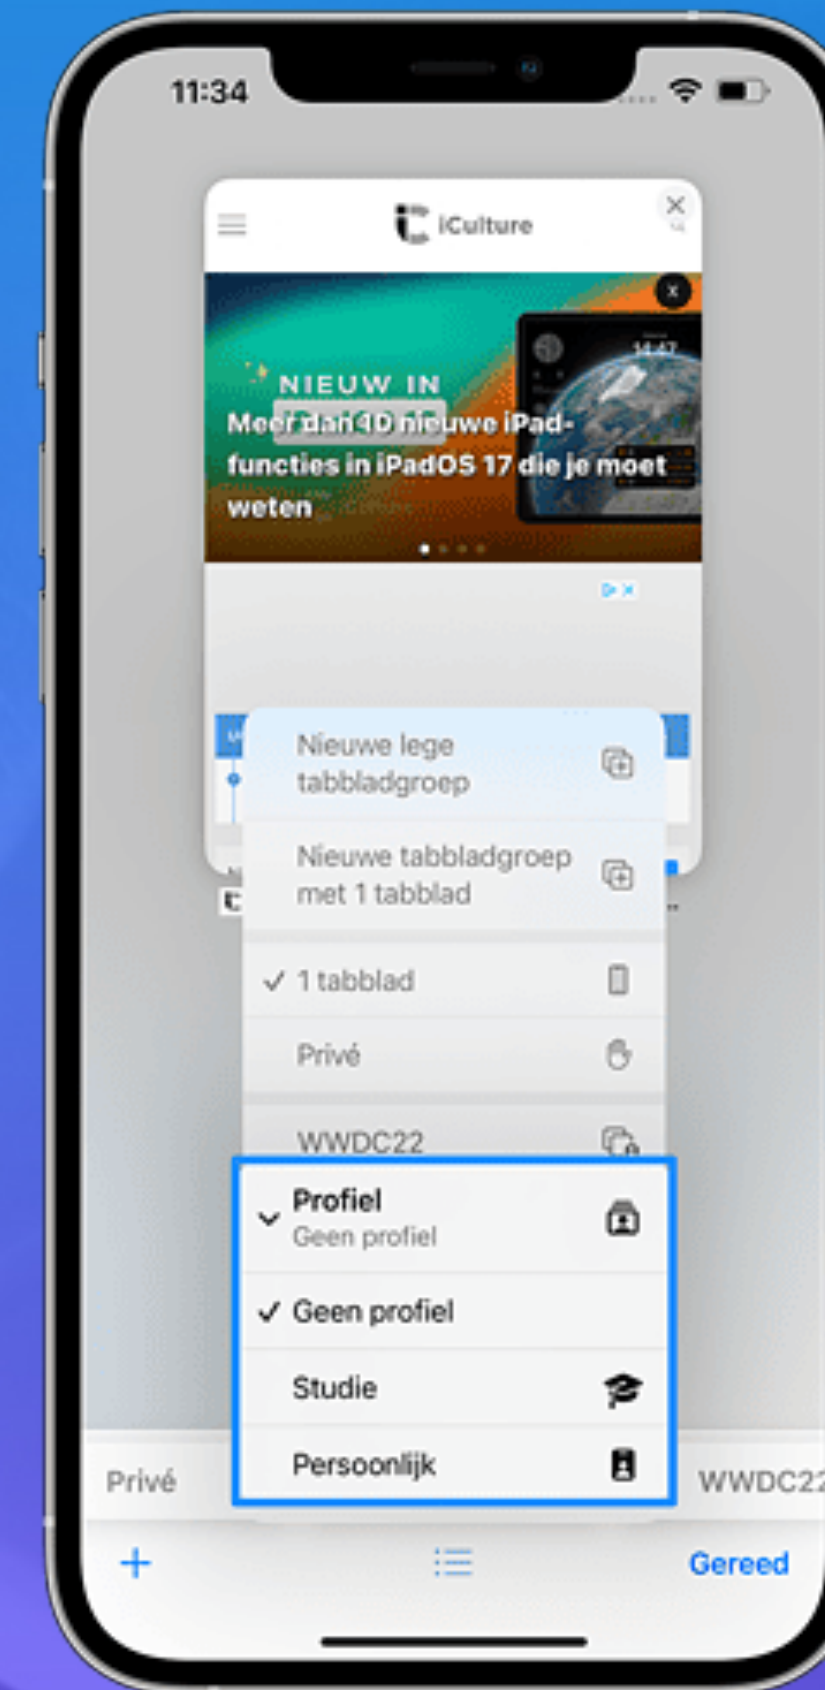 11:34
iCulture
NIEUW IN
Meer dan 10 nieuwe iPad-
functies in iPadOS 17 die je moet
weten
Nieuwe lege
tabbladgroep
Nieuwe tabbladgroep
met 1 tabblad
1 tabblad
Privé
WWDC22
Profiel
Geen profiel
Geen profiel
Studie
Persoonlijk
Privé
WWDC22
Gereed